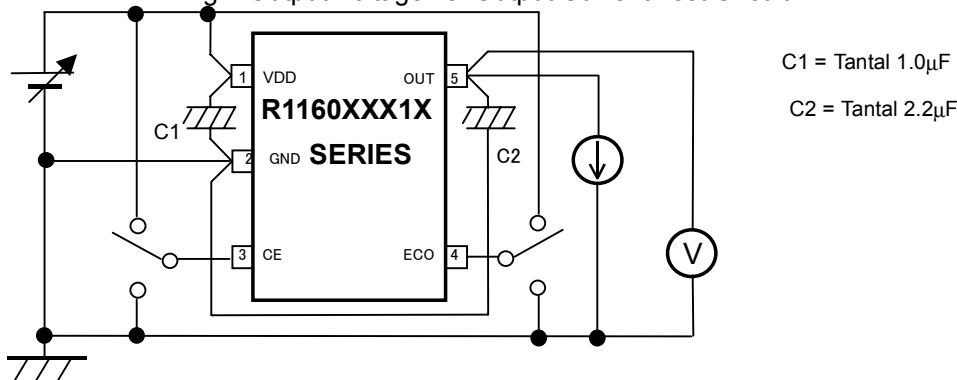 C1 = Tantal 1.0μF
C2 = Tantal 2.2μF
1 VDD
OUT 5
R1160XXX1X
C1
2 GND
SERIES
C2
3 CE
ECO 4
V